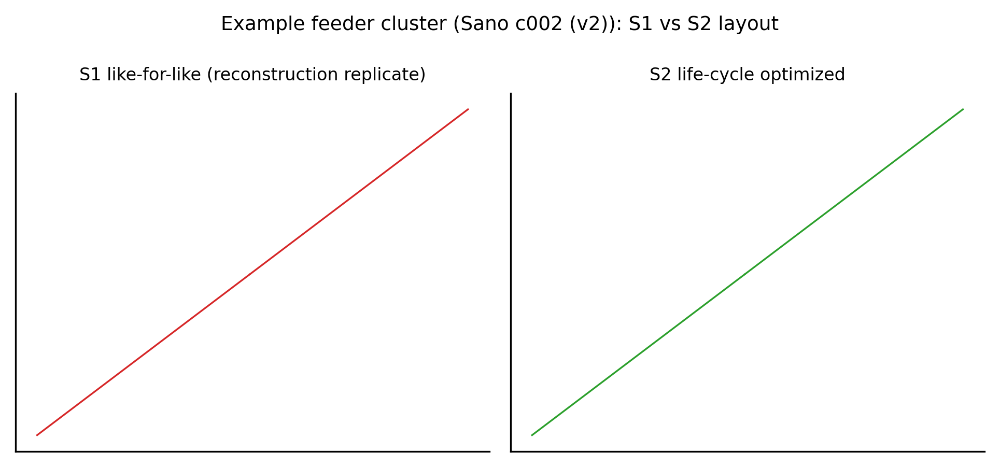 Example feeder cluster (Sano c002 (v2)): S1 vs S2 layout
S1 like-for-like (reconstruction replicate)
S2 life-cycle optimized